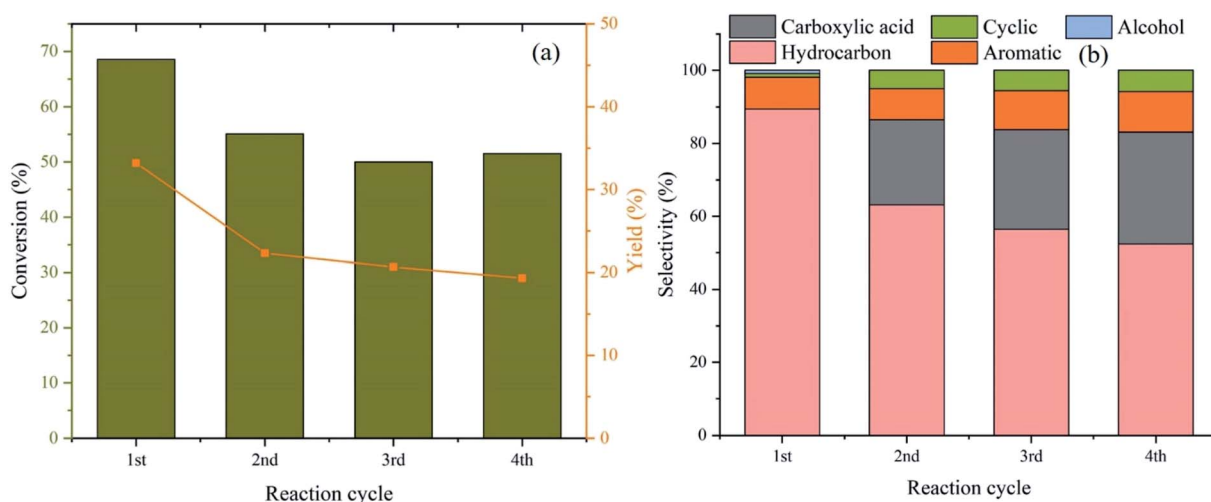 (a)
Conversion (%)
70
60
50
40
30
20
10
0
50
40
30
20
10
0
Yield (%)
1st 2nd 3rd 4th
Reaction cycle
Carboxylic acid Cyclic Alcohol
Hydrocarbon Aromatic
(b)
Selectivity (%)
100
80
60
40
20
0
1st 2nd 3rd 4th
Reaction cycle